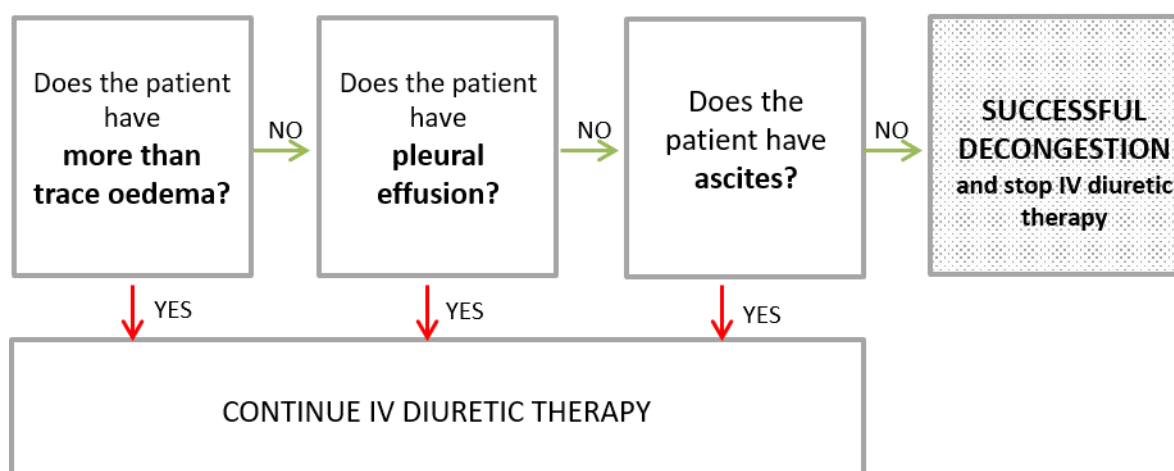 Does the patient
have
more than
trace oedema?
NO
Does the patient
have
pleural
effusion?
NO
Does the
patient have
ascites?
NO
SUCCESSFUL
DECONGESTION
and stop IV diuretic
therapy
YES
YES
YES
CONTINUE IV DIURETIC THERAPY